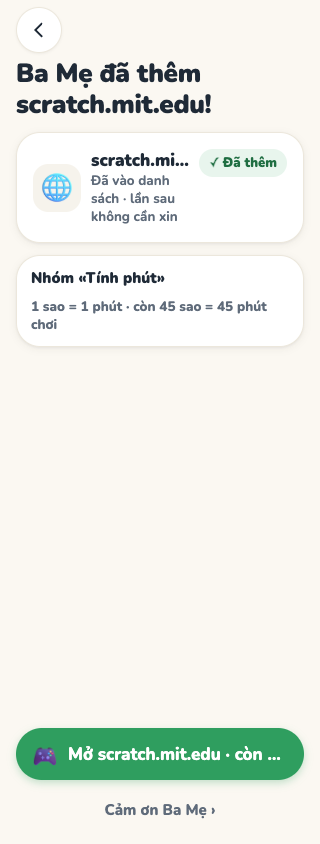 Ba Mẹ đã thêm
scratch.mit.edu!
scratch.mi...
✓ Đã thêm
Đã vào danh
sách · lần sau
không cần xin
Nhóm «Tính phút»
1 sao = 1 phút · còn 45 sao = 45 phút
chơi
Mở scratch.mit.edu · còn ...
Cảm ơn Ba Mẹ ›